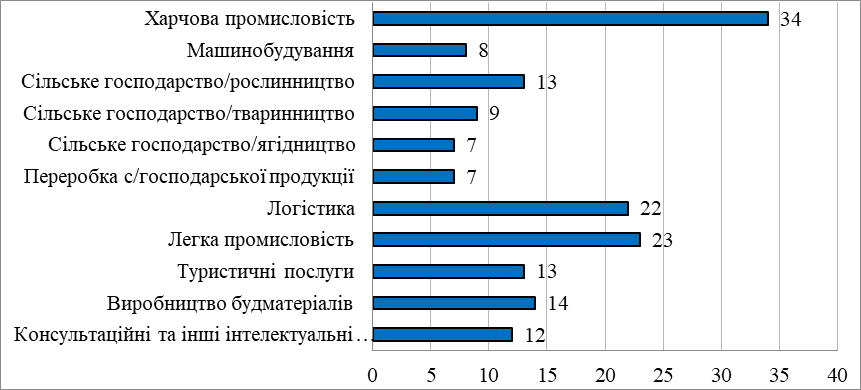 Харчова промисловість 34
Машинобудування 8
Сільське господарство/рослинництво 13
Сільське господарство/тваринництво 9
Сільське господарство/ягідництво 7
Переробка с/господарської продукції 7
Логістика 22
Легка промисловість 23
Туристичні послуги 13
Виробництво будматеріалів 14
Консультаційні та інші інтелектуальні … 12
0 5 10 15 20 25 30 35 40